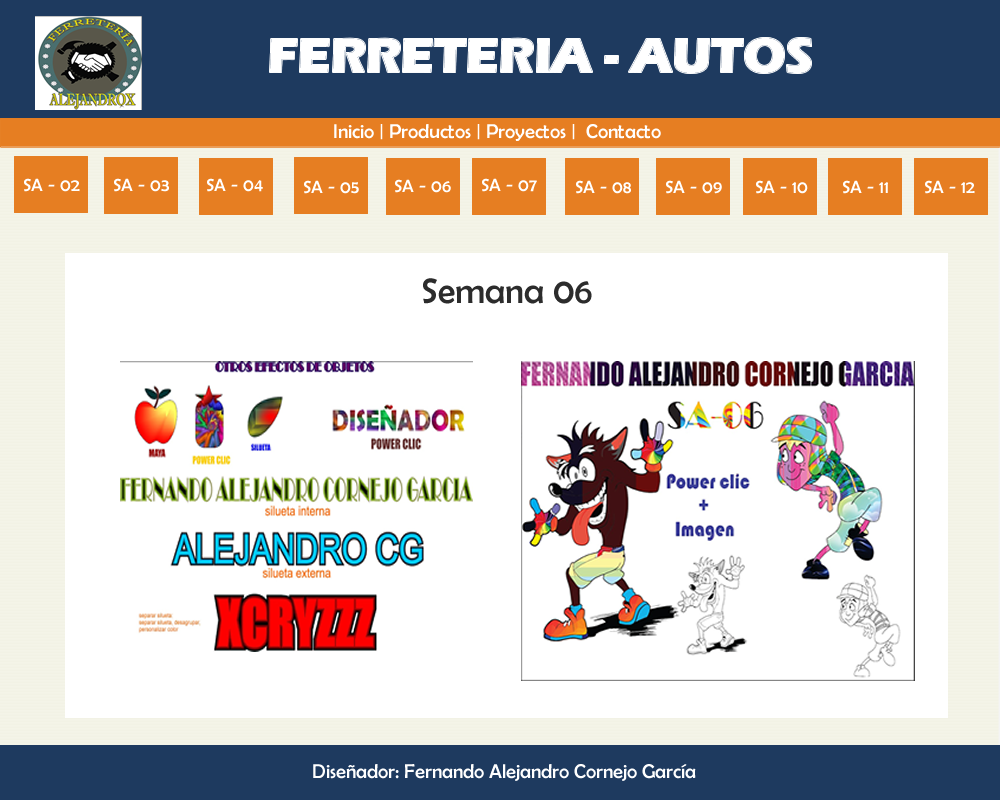 FERRETERIA
ALEJANDROX
FERRETERIA - AUTOS
Inicio | Productos | Proyectos | Contacto
SA - 02
SA - 03
SA - 04
SA - 05
SA - 06
SA - 07
SA - 08
SA - 09
SA - 10
SA - 11
SA - 12
Semana 06
OTROS EFECTOS DE OBJETOS
MAYA
POWER CLIC
SILUETA
DISEÑADOR
POWER CLIC
FERNANDO ALEJANDRO CORNEJO GARCIA
silueta interna
ALEJANDRO CG
silueta externa
separar silueta:
separar silueta, desagrupar,
personalizar color
XCRYZZZ
FERNANDO ALEJANDRO CORNEJO GARCIA
SA-06
Power clic
+
Imagen
Diseñador: Fernando Alejandro Cornejo García